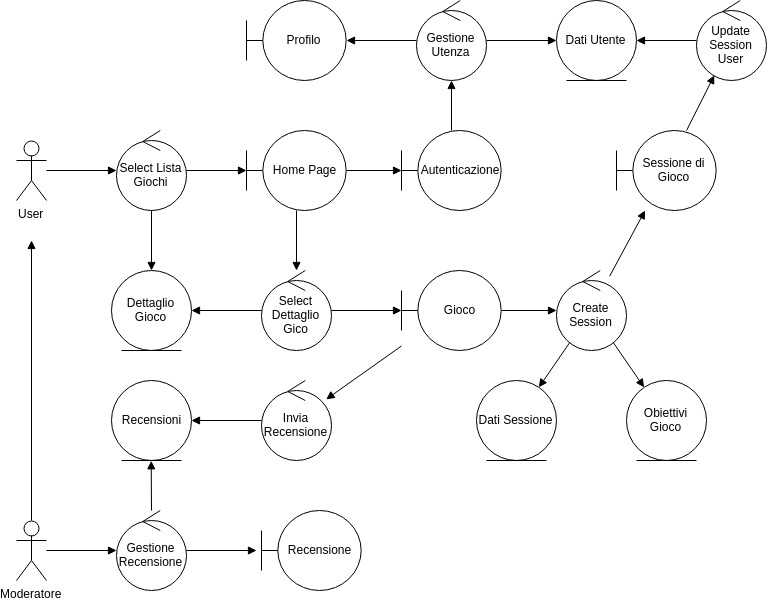 Profilo
Gestione
Utenza
Dati Utente
Update
Session
User
User
Select Lista
Giochi
Home Page
Autenticazione
Sessione di
Gioco
Dettaglio
Gioco
Select
Dettaglio
Gico
Gioco
Create
Session
Recensioni
Invia
Recensione
Dati Sessione
Obiettivi
Gioco
Moderatore
Gestione
Recensione
Recensione